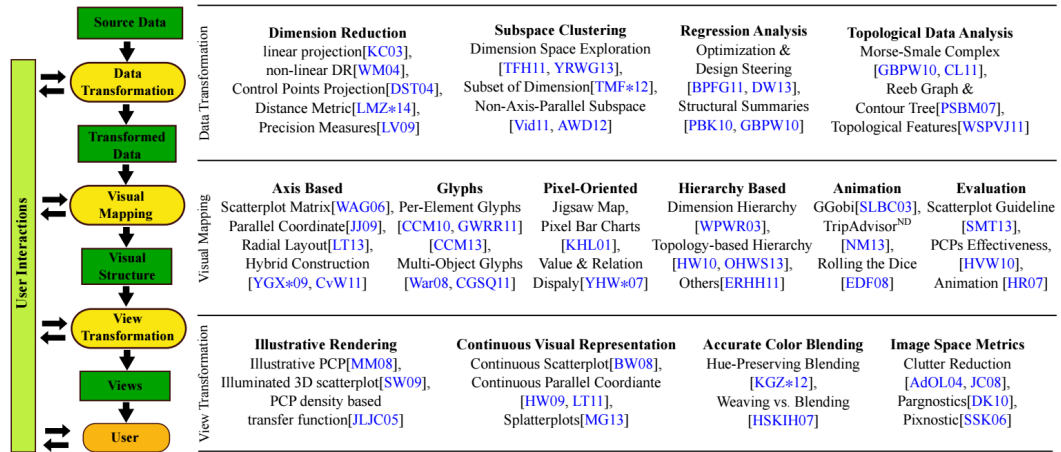 User Interactions
Source Data
Data
Transformation
Transformed
Data
Visual
Mapping
Visual
Structure
View
Transformation
Views
User
Data Transformation
Dimension Reduction
linear projection[KC03],
non-linear DR[WM04],
Control Points Projection[DST04]
Distance Metric[LMZ*14]
Precision Measures[LV09]
Subspace Clustering
Dimension Space Exploration
[TFH11, YRWG13],
Subset of Dimension[TMF*12],
Non-Axis-Parallel Subspace
[Vid11, AWD12]
Regression Analysis
Optimization &
Design Steering
[BPFG11, DW13],
Structural Summaries
[PBK10, GBPW10]
Topological Data Analysis
Morse-Smale Complex
[GBPW10, CL11],
Reeb Graph &
Contour Tree[PSBM07],
Topological Features[WSPVJ11]
Visual Mapping
Axis Based
Scatterplot Matrix[WAG06],
Parallel Coordinate[JJ09],
Radial Layout[LT13],
Hybrid Construction
[YGX*09, CvW11]
Glyphs
Per-Element Glyphs
[CCM10, GWRR11]
[CCM13],
Multi-Object Glyphs
[War08, CGSQ11]
Pixel-Oriented
Jigsaw Map,
Pixel Bar Charts
[KHL01],
Value & Relation
Dispaly[YHW*07]
Hierarchy Based
Dimension Hierarchy
[WPWR03],
Topology-based Hierarchy
[HW10, OHWS13],
Others[ERHH11]
Animation
GGobi[SLBC03]
TripAdvisorND
[NM13],
Rolling the Dice
[EDF08]
Evaluation
Scatterplot Guideline
[SMT13],
PCPs Effectiveness,
[HVW10],
Animation [HR07]
View Transformation
Illustrative Rendering
Illustrative PCP[MM08],
Illuminated 3D scatterplot[SW09],
PCP density based
transfer function[JLJC05]
Continuous Visual Representation
Continuous Scatterplot[BW08],
Continuous Parallel Coordiante
[HW09, LT11],
Splatterplots[MG13]
Accurate Color Blending
Hue-Preserving Blending
[KGZ*12],
Weaving vs. Blending
[HSKIH07]
Image Space Metrics
Clutter Reduction
[AdOL04, JC08],
Pargnostics[DK10],
Pixnostic[SSK06]